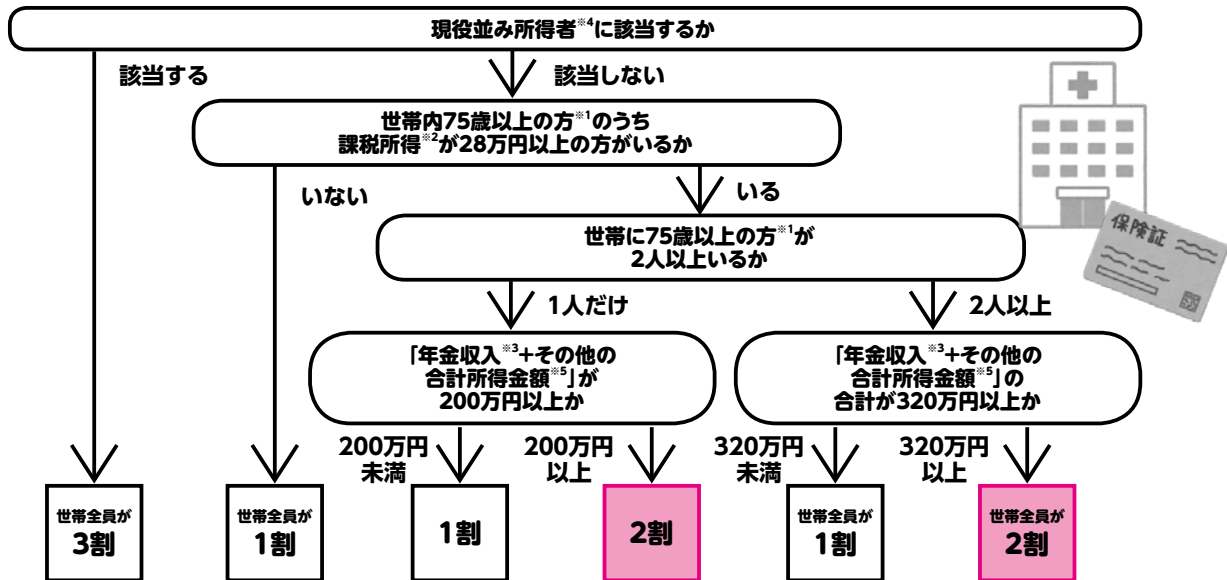 現役並み所得者※4に該当するか
該当する
該当しない
世帯内75歳以上の方※1のうち
課税所得※2が28万円以上の方がいるか
いない
いる
世帯に75歳以上の方※1が
2人以上いるか
1人だけ
2人以上
「年金収入※3+その他の
合計所得金額※5」が
200万円以上か
「年金収入※3+その他の
合計所得金額※5」の
合計が320万円以上か
200万円
未満
200万円
以上
320万円
未満
320万円
以上
世帯全員が
3割
世帯全員が
1割
1割
2割
世帯全員が
1割
世帯全員が
2割
保険証